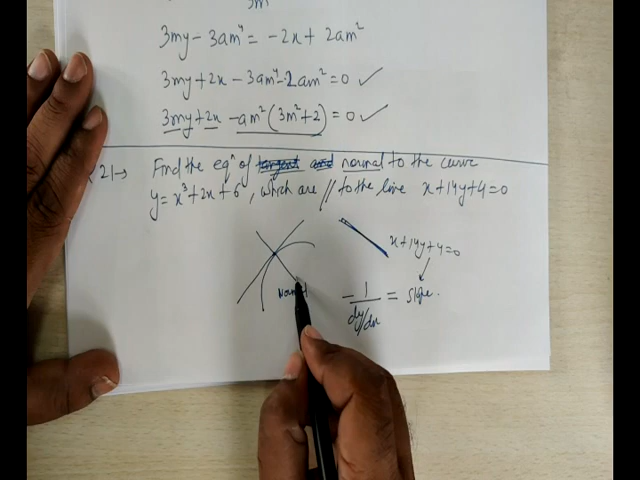 3m
3my - 3am⁴ = -2x + 2am²
3my + 2x - 3am⁴ - 2am² = 0 ✓
3my + 2x - am² (3m² + 2) = 0 ✓
21→ Find the eqⁿ of tangent and normal to the curve
y = x³ + 2x + 6, which are // to the line x + 14y + 4 = 0
x + 14y + 4 = 0
Normal
- 1 / dy/dx = slope.